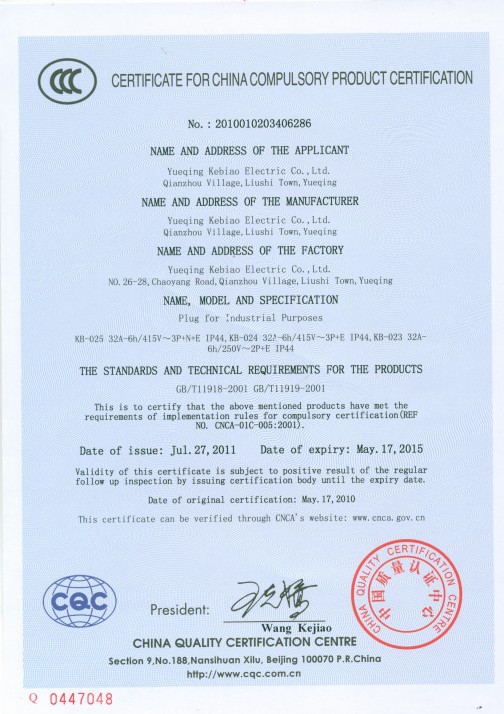 CCC
CERTIFICATE FOR CHINA COMPULSORY PRODUCT CERTIFICATION
No.: 2010010203406286
NAME AND ADDRESS OF THE APPLICANT
Yueqing Kebiao Electric Co., Ltd.
Qianzhou Village, Liushi Town, Yueqing
NAME AND ADDRESS OF THE MANUFACTURER
Yueqing Kebiao Electric Co., Ltd.
Qianzhou Village, Liushi Town, Yueqing
NAME AND ADDRESS OF THE FACTORY
Yueqing Kebiao Electric Co., Ltd.
NO. 26-28, Chaoyang Road, Qianzhou Village, Liushi Town, Yueqing
NAME, MODEL AND SPECIFICATION
Plug for Industrial Purposes
KB-025 32A-6h/415V～3P+N+E IP44, KB-024 32A-6h/415V～3P+E IP44, KB-023 32A-
6h/250V～2P+E IP44
THE STANDARDS AND TECHNICAL REQUIREMENTS FOR THE PRODUCTS
GB/T11918-2001 GB/T11919-2001
This is to certify that the above mentioned products have met the
requirements of implementation rules for compulsory certification(REF
NO. CNCA-01C-005:2001).
Date of issue: Jul. 27, 2011 Date of expiry: May. 17, 2015
Validity of this certificate is subject to positive result of the regular
follow up inspection by issuing certification body until the expiry date.
Date of original certification: May. 17, 2010
This certificate can be verified through CNCA's website: www.cnca.gov.cn
CHINA QUALITY CERTIFICATION CENTRE
中国质量认证中心
CQC
President:
Wang Kejiao
CHINA QUALITY CERTIFICATION CENTRE
Section 9, No.188, Nansihuan Xilu, Beijing 100070 P.R.China
http://www.cqc.com.cn
Q 0447048